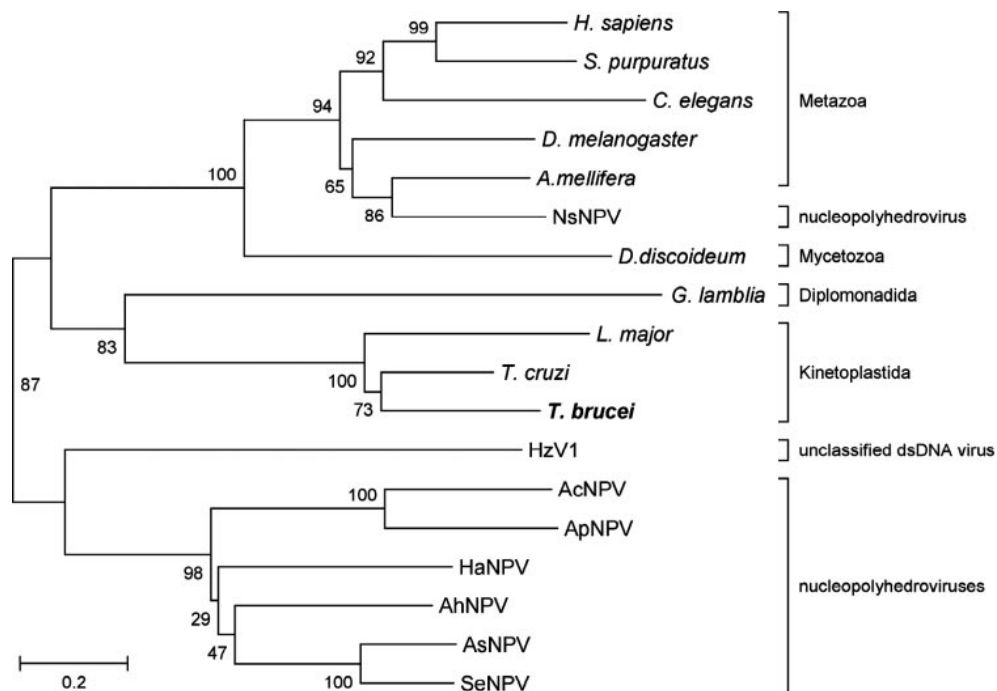 H. sapiens
99
S. purpuratus
92
C. elegans
Metazoa
94
D. melanogaster
100
65
A.mellifera
86
NsNPV
nucleopolyhedrovirus
D.discoideum
Mycetozoa
G. lamblia
Diplomonadida
83
L. major
100
T. cruzi
Kinetoplastida
87
73
T. brucei
HzV1
unclassified dsDNA virus
100
AcNPV
ApNPV
98
HaNPV
nucleopolyhedroviruses
29
AhNPV
47
AsNPV
0.2
100
SeNPV